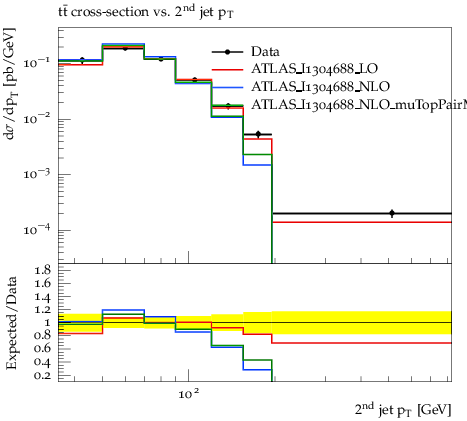 tt̄ cross-section vs. 2nd jet pT
dσ/dpT [pb/GeV]
10−1
10−2
10−3
10−4
Data
ATLAS_I1304688_LO
ATLAS_I1304688_NLO
ATLAS_I1304688_NLO_muTopPairM
Expected/Data
1.8
1.6
1.4
1.2
1
0.8
0.6
0.4
0.2
10 2
2nd jet pT [GeV]